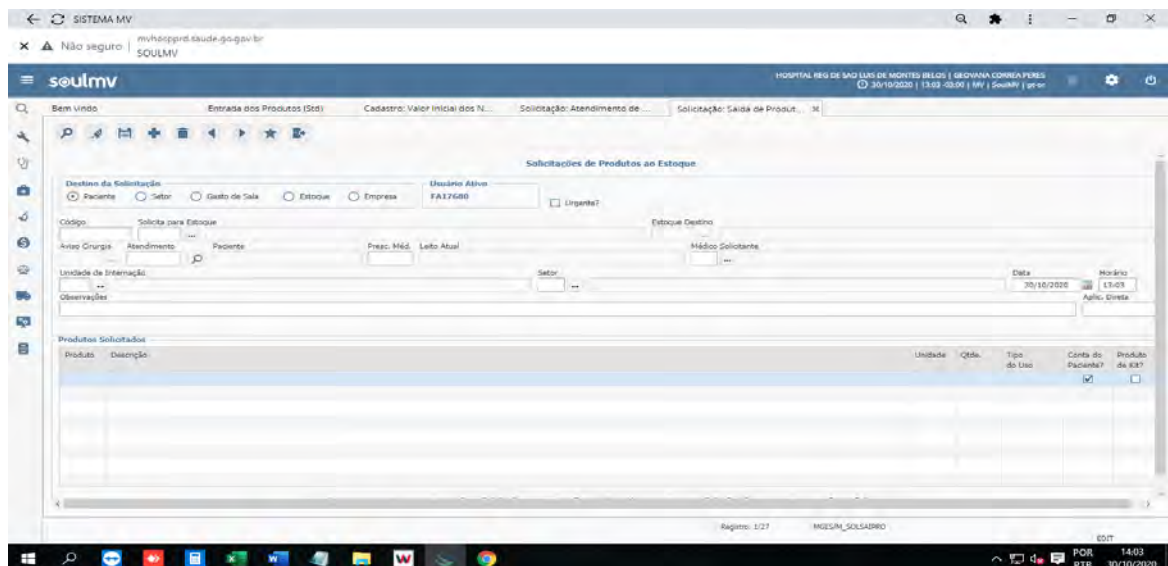 SISTEMA MV
Não seguro
mvhospprd.saude.go.gov.br
SOULMV
soulmv
HOSPITAL REG DE SAO LUIS DE MONTES BELOS | GEOVANA CORREA PERES
30/10/2020 | 13:03 -03:00 | MV | SoulMV | pt-br
Bem vindo Entrada dos Produtos (Std) Cadastro: Valor Inicial dos N... Solicitação: Atendimento de ... Solicitação: Saída de Produt...
Solicitações de Produtos ao Estoque
Destino da Solicitação Usuário Ativo
Paciente Setor Gasto de Sala Estoque Empresa FA17680 Urgente?
Código Solicita para Estoque Estoque Destino
Aviso Cirurgia Atendimento Paciente Presc. Méd. Leito Atual Médico Solicitante
Unidade de Internação Setor Data Horário
30/10/2020 13:03
Observações Aplic. Direta
Produtos Solicitados
Produto Descrição Unidade Qtde. Tipo do Uso Conta do Paciente? Produto de Kit?
Registro: 1/27 MGES/M_SOLSAIPRO
EDIT
POR 14:03
PTB 30/10/2020